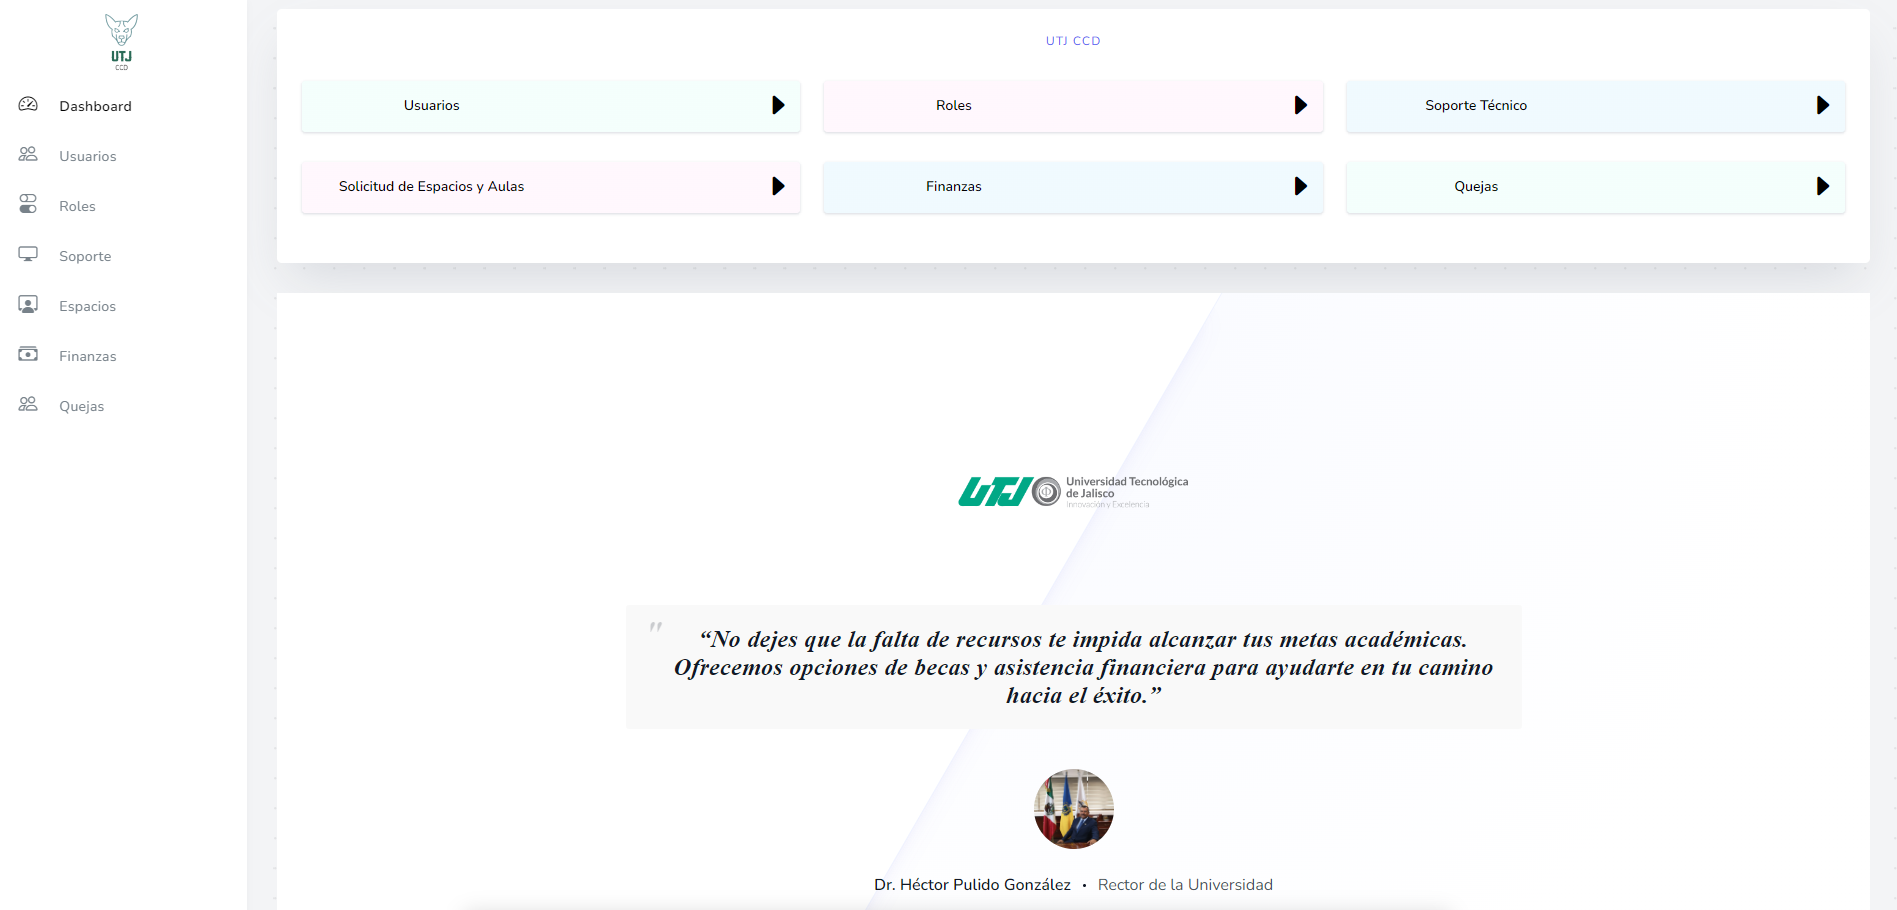 UTJ
CCD
Dashboard
Usuarios
Roles
Soporte
Espacios
Finanzas
Quejas
UTJ CCD
Usuarios
Roles
Soporte Técnico
Solicitud de Espacios y Aulas
Finanzas
Quejas
UTJ
Universidad Tecnológica
de Jalisco
Innovación y Excelencia
"
“No dejes que la falta de recursos te impida alcanzar tus metas académicas.
Ofrecemos opciones de becas y asistencia financiera para ayudarte en tu camino
hacia el éxito.”
Dr. Héctor Pulido González • Rector de la Universidad